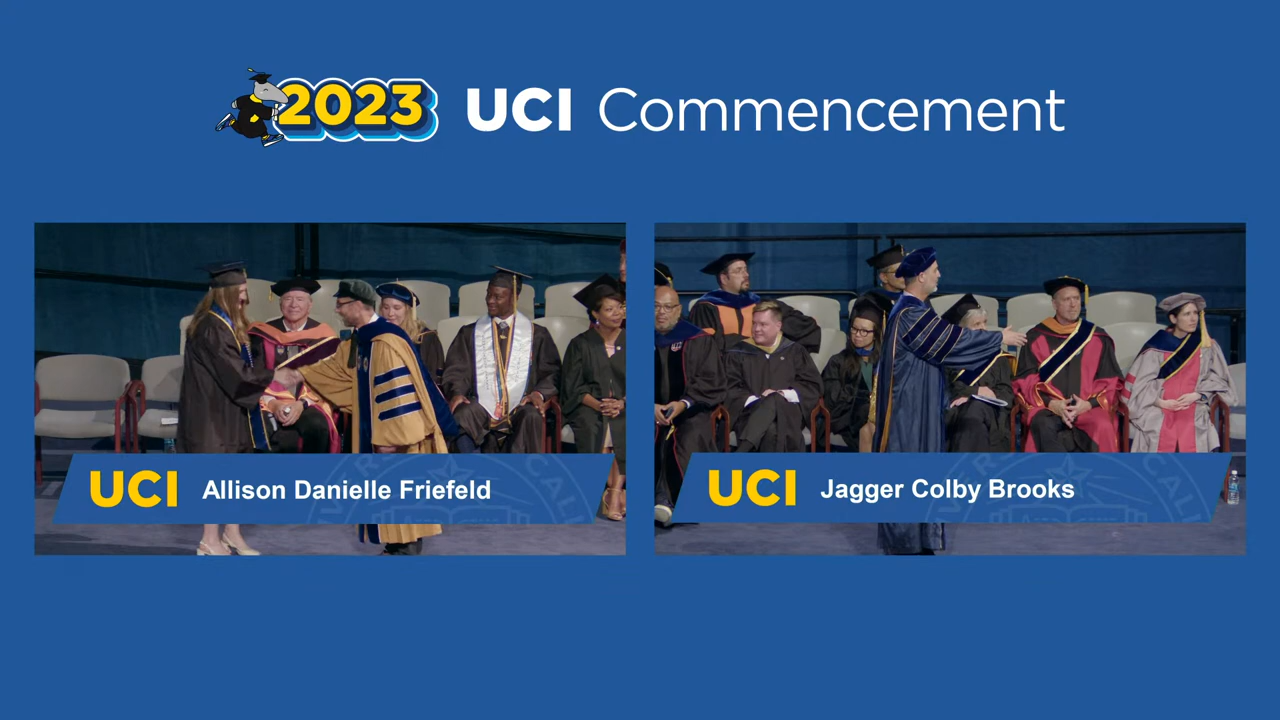 2023 UCI Commencement
UCI Allison Danielle Friefeld
UCI Jagger Colby Brooks